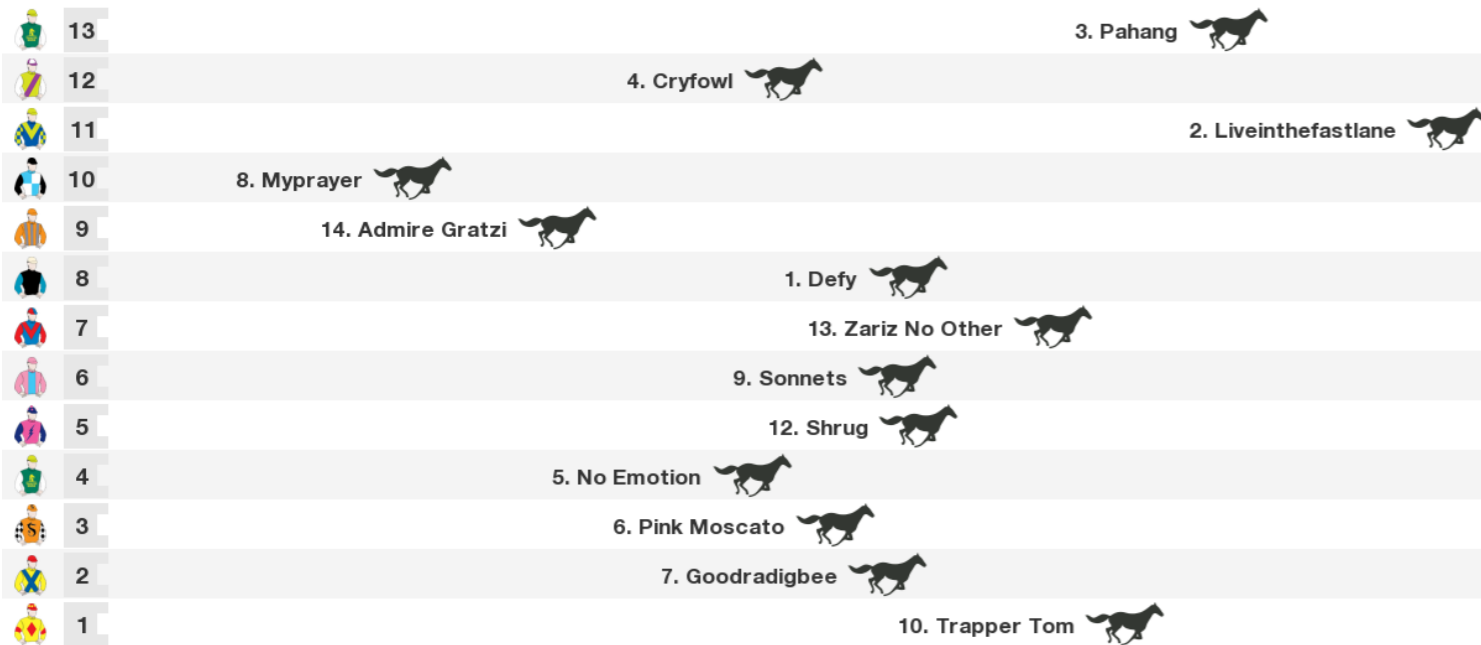 13 3. Pahang
12 4. Cryfowl
11 2. Liveinthefastlane
10 8. Myprayer
9 14. Admire Gratzi
8 1. Defy
7 13. Zariz No Other
6 9. Sonnets
5 12. Shrug
4 5. No Emotion
3 6. Pink Moscato
2 7. Goodradigbee
1 10. Trapper Tom